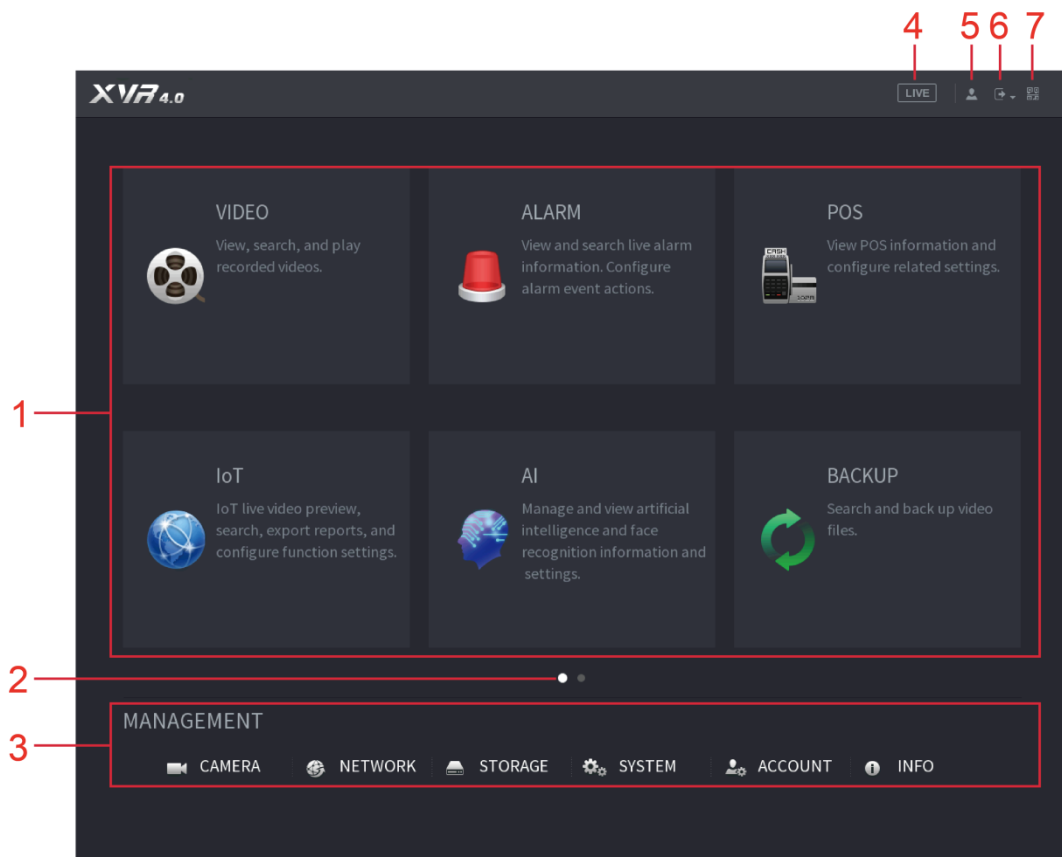 4 5 6 7
XVR 4.0
LIVE
VIDEO
View, search, and play
recorded videos.
ALARM
View and search live alarm
information. Configure
alarm event actions.
POS
View POS information and
configure related settings.
CASH
1
IoT
IoT live video preview,
search, export reports, and
configure function settings.
AI
Manage and view artificial
intelligence and face
recognition information and
settings.
BACKUP
Search and back up video
files.
2
MANAGEMENT
3
CAMERA NETWORK STORAGE SYSTEM ACCOUNT INFO